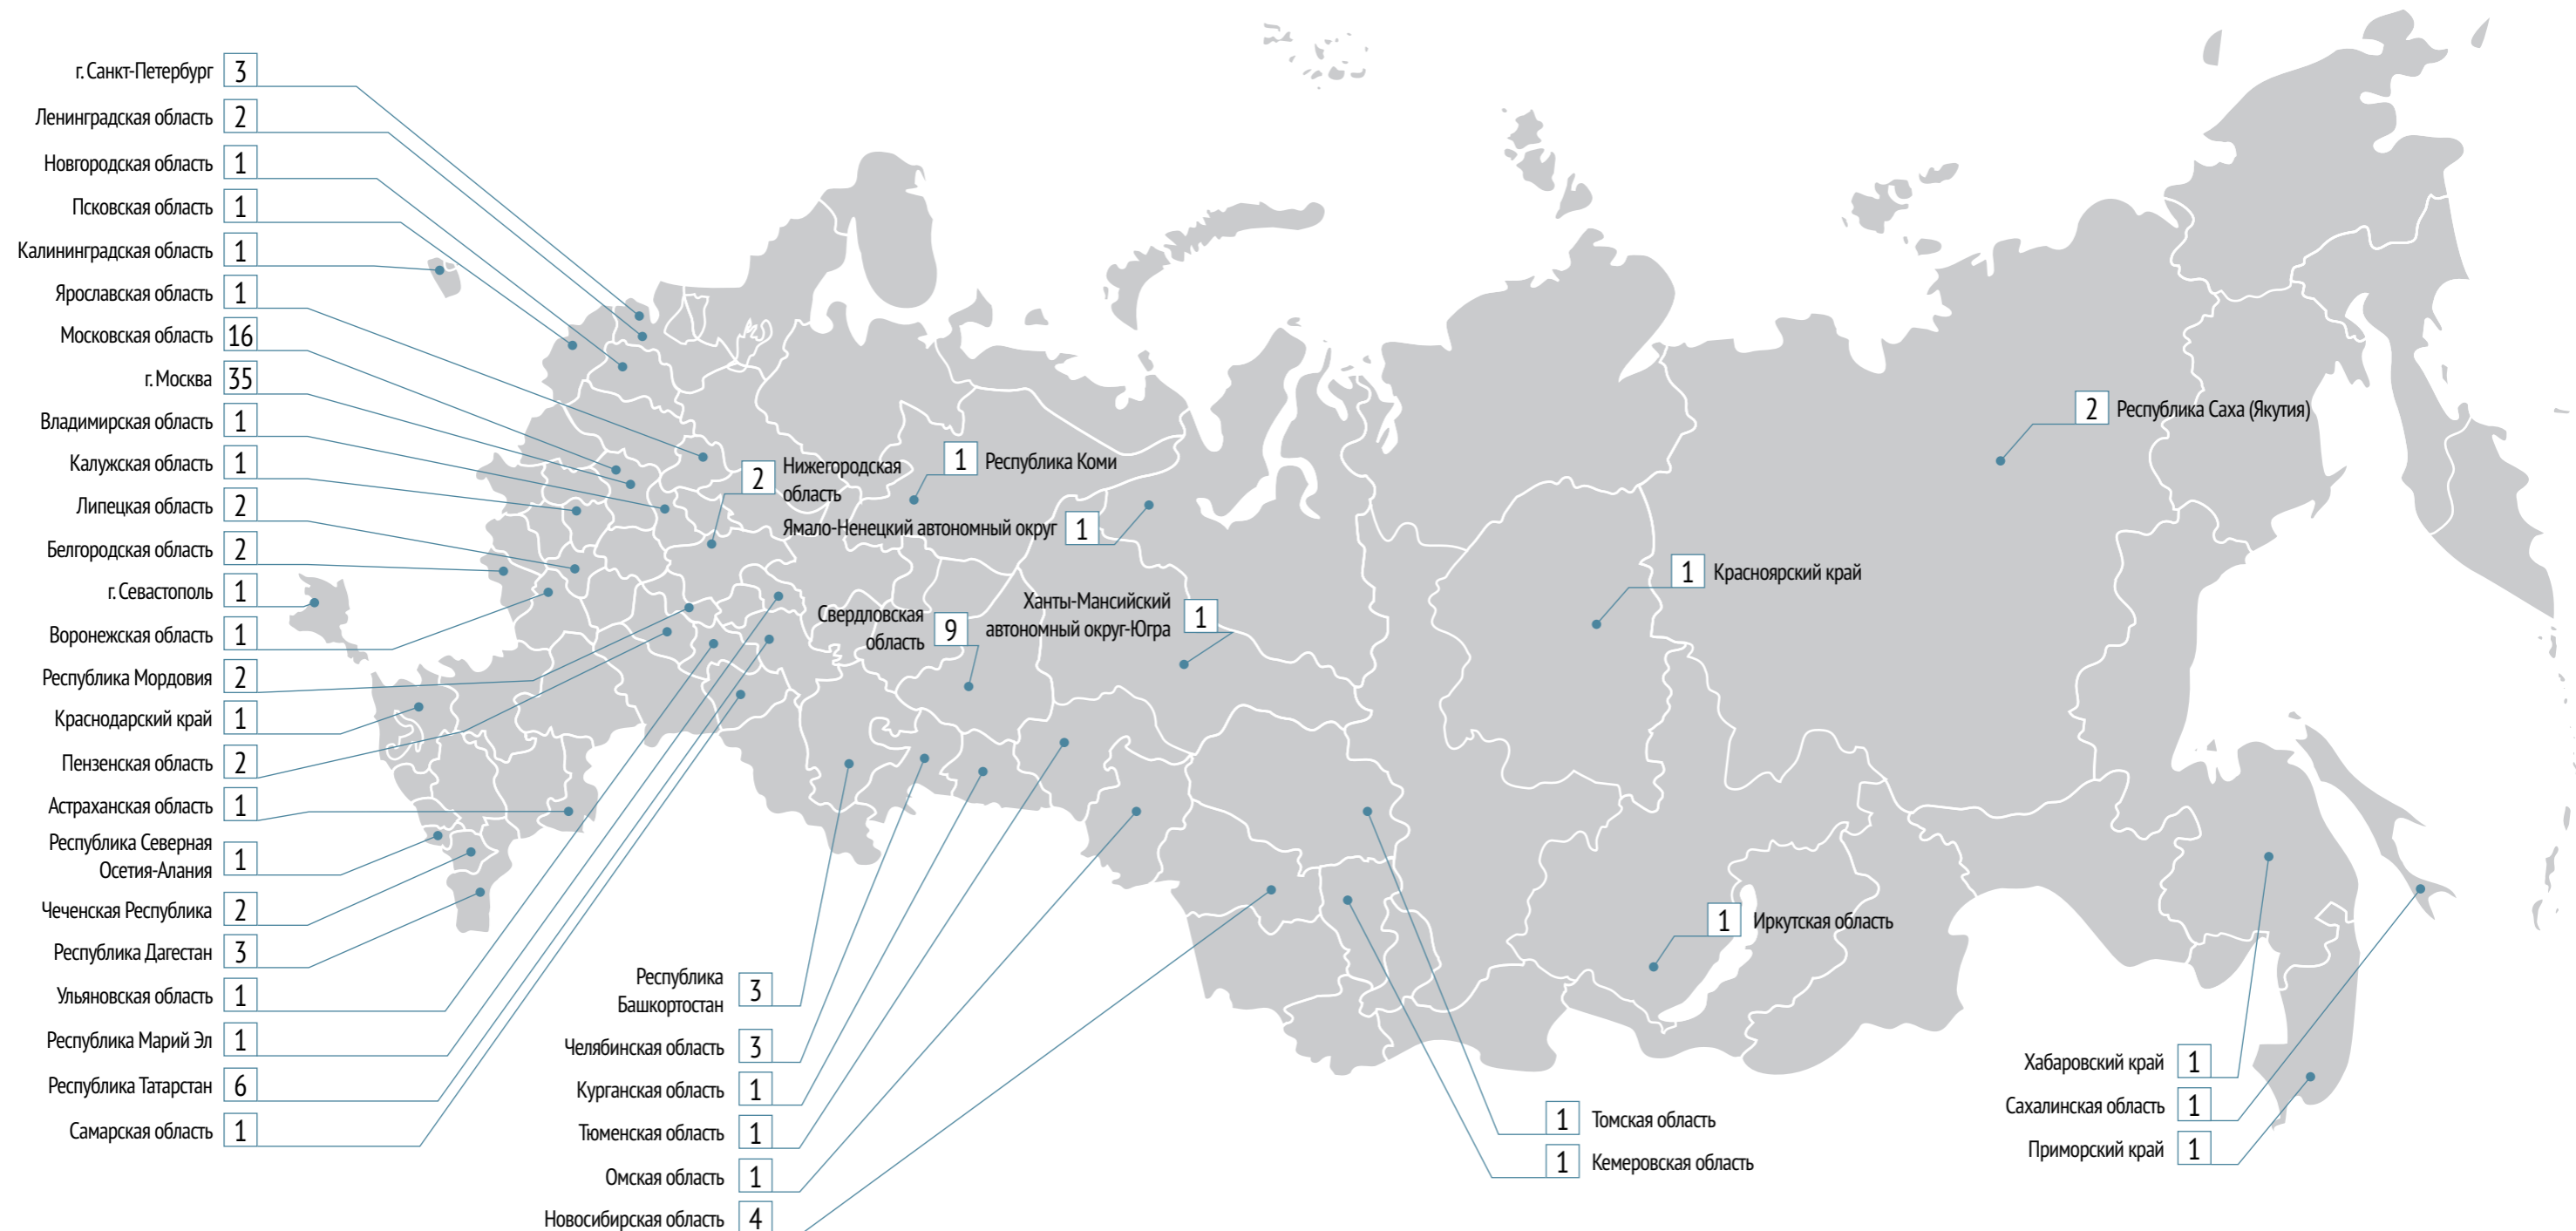 г. Санкт-Петербург 3
Ленинградская область 2
Новгородская область 1
Псковская область 1
Калининградская область 1
Ярославская область 1
Московская область 16
г. Москва 35
Владимирская область 1
Калужская область 1
Липецкая область 2
Белгородская область 2
г. Севастополь 1
Воронежская область 1
Республика Мордовия 2
Краснодарский край 1
Пензенская область 2
Астраханская область 1
Республика Северная
Осетия-Алания 1
Чеченская Республика 2
Республика Дагестан 3
Ульяновская область 1
Республика Марий Эл 1
Республика Татарстан 6
Самарская область 1
2 Нижегородская
область
1 Республика Коми
Ямало-Ненецкий автономный округ 1
Свердловская
область 9
Ханты-Мансийский
автономный округ-Югра 1
2 Республика Саха (Якутия)
1 Красноярский край
1 Иркутская область
Республика
Башкортостан 3
Челябинская область 3
Курганская область 1
Тюменская область 1
Омская область 1
Новосибирская область 4
1 Томская область
1 Кемеровская область
Хабаровский край 1
Сахалинская область 1
Приморский край 1